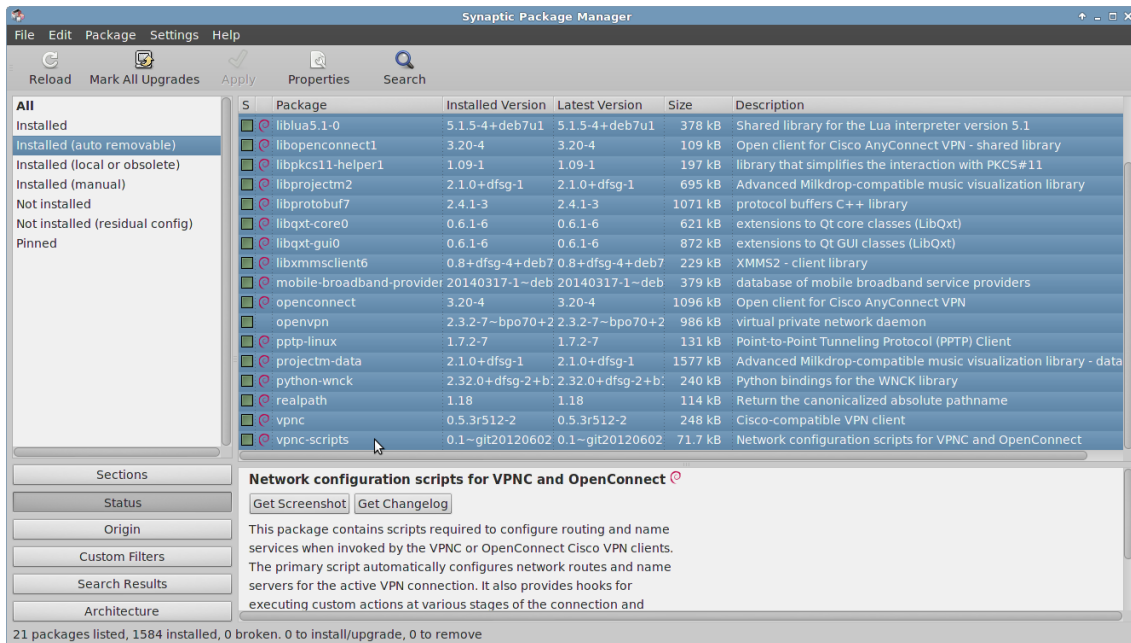 Synaptic Package Manager
File Edit Package Settings Help
Reload Mark All Upgrades Apply Properties Search
All
Installed
Installed (auto removable)
Installed (local or obsolete)
Installed (manual)
Not installed
Not installed (residual config)
Pinned
Sections
Status
Origin
Custom Filters
Search Results
Architecture
S Package Installed Version Latest Version Size Description
liblua5.1-0 5.1.5-4+deb7u1 5.1.5-4+deb7u1 378 kB Shared library for the Lua interpreter version 5.1
libopenconnect1 3.20-4 3.20-4 109 kB Open client for Cisco AnyConnect VPN - shared library
libpkcs11-helper1 1.09-1 1.09-1 197 kB library that simplifies the interaction with PKCS#11
libprojectm2 2.1.0+dfsg-1 2.1.0+dfsg-1 695 kB Advanced Milkdrop-compatible music visualization library
libprotobuf7 2.4.1-3 2.4.1-3 1071 kB protocol buffers C++ library
libqxt-core0 0.6.1-6 0.6.1-6 621 kB extensions to Qt core classes (LibQxt)
libqxt-gui0 0.6.1-6 0.6.1-6 872 kB extensions to Qt GUI classes (LibQxt)
libxmmsclient6 0.8+dfsg-4+deb7 0.8+dfsg-4+deb7 229 kB XMMS2 - client library
mobile-broadband-provider 20140317-1~deb 20140317-1~deb 379 kB database of mobile broadband service providers
openconnect 3.20-4 3.20-4 1096 kB Open client for Cisco AnyConnect VPN
openvpn 2.3.2-7~bpo70+2 2.3.2-7~bpo70+2 986 kB virtual private network daemon
pptp-linux 1.7.2-7 1.7.2-7 131 kB Point-to-Point Tunneling Protocol (PPTP) Client
projectm-data 2.1.0+dfsg-1 2.1.0+dfsg-1 1577 kB Advanced Milkdrop-compatible music visualization library - data
python-wnck 2.32.0+dfsg-2+b 2.32.0+dfsg-2+b 240 kB Python bindings for the WNCK library
realpath 1.18 1.18 114 kB Return the canonicalized absolute pathname
vpnc 0.5.3r512-2 0.5.3r512-2 248 kB Cisco-compatible VPN client
vpnc-scripts 0.1~git20120602 0.1~git20120602 71.7 kB Network configuration scripts for VPNC and OpenConnect
Network configuration scripts for VPNC and OpenConnect
Get Screenshot Get Changelog
This package contains scripts required to configure routing and name
services when invoked by the VPNC or OpenConnect Cisco VPN clients.
The primary script automatically configures network routes and name
servers for the active VPN connection. It also provides hooks for
executing custom actions at various stages of the connection and
21 packages listed, 1584 installed, 0 broken. 0 to install/upgrade, 0 to remove